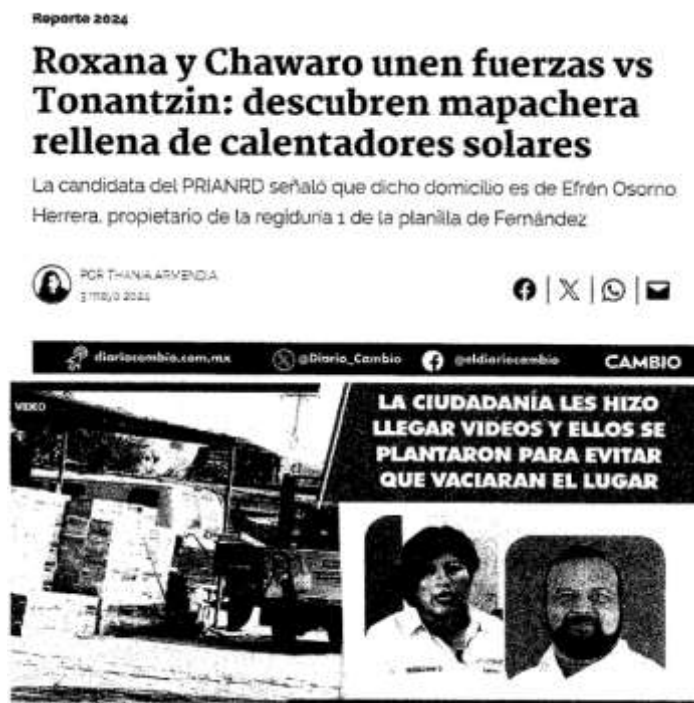 Reporte 2024
Roxana y Chawaro unen fuerzas vs
Tonantzin: descubren mapachera
rellena de calentadores solares
La candidata del PRIANRD señaló que dicho domicilio es de Efrén Osorno
Herrera, propietario de la regiduría 1 de la planilla de Fernández
POR THANIA ARMENDIA
3 mayo 2024
diariocambio.com.mx @Diario_Cambio @eldiariocambio CAMBIO
VIDEO
LA CIUDADANÍA LES HIZO
LLEGAR VIDEOS Y ELLOS SE
PLANTARON PARA EVITAR
QUE VACIARAN EL LUGAR